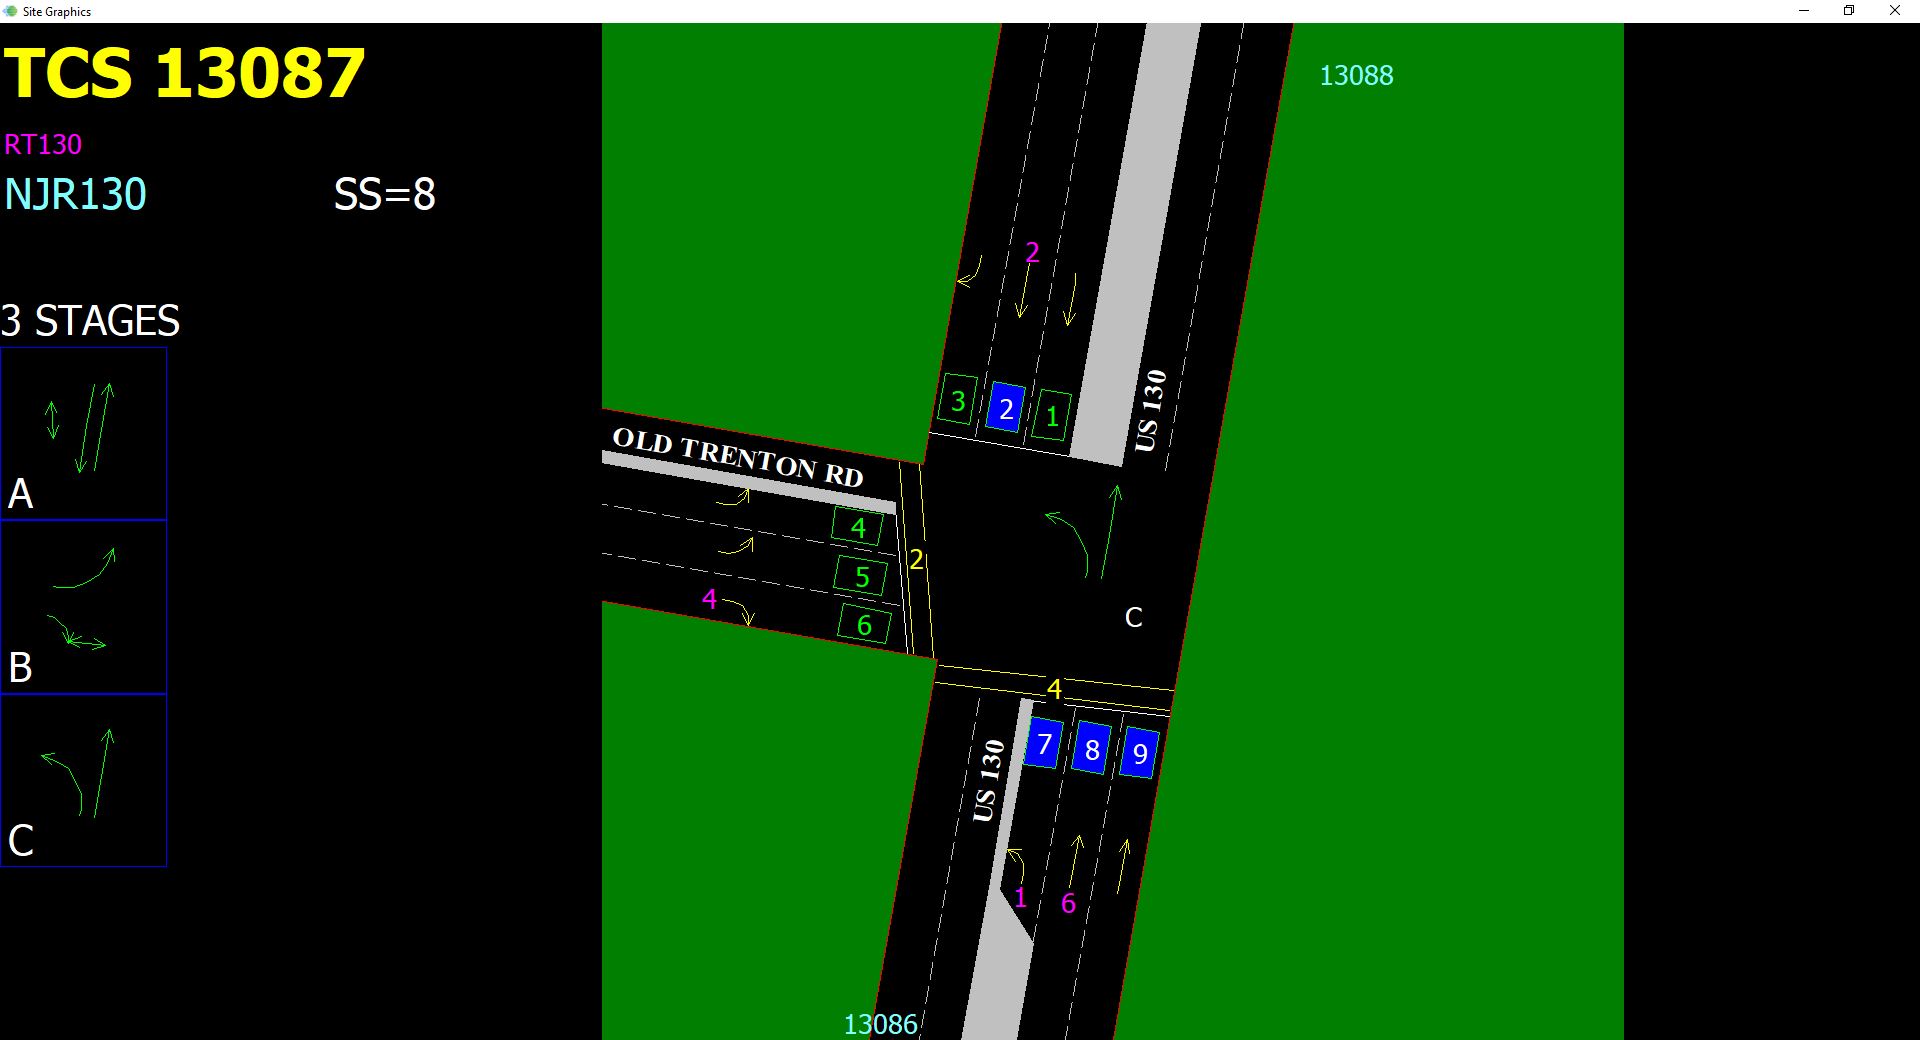 Site Graphics
TCS 13087
RT130
NJR130 SS=8
3 STAGES
A
B
C
13088
2
3 2 1
US 130
OLD TRENTON RD
4
5
6
4
2
C
4
7 8 9
US 130
1 6
13086